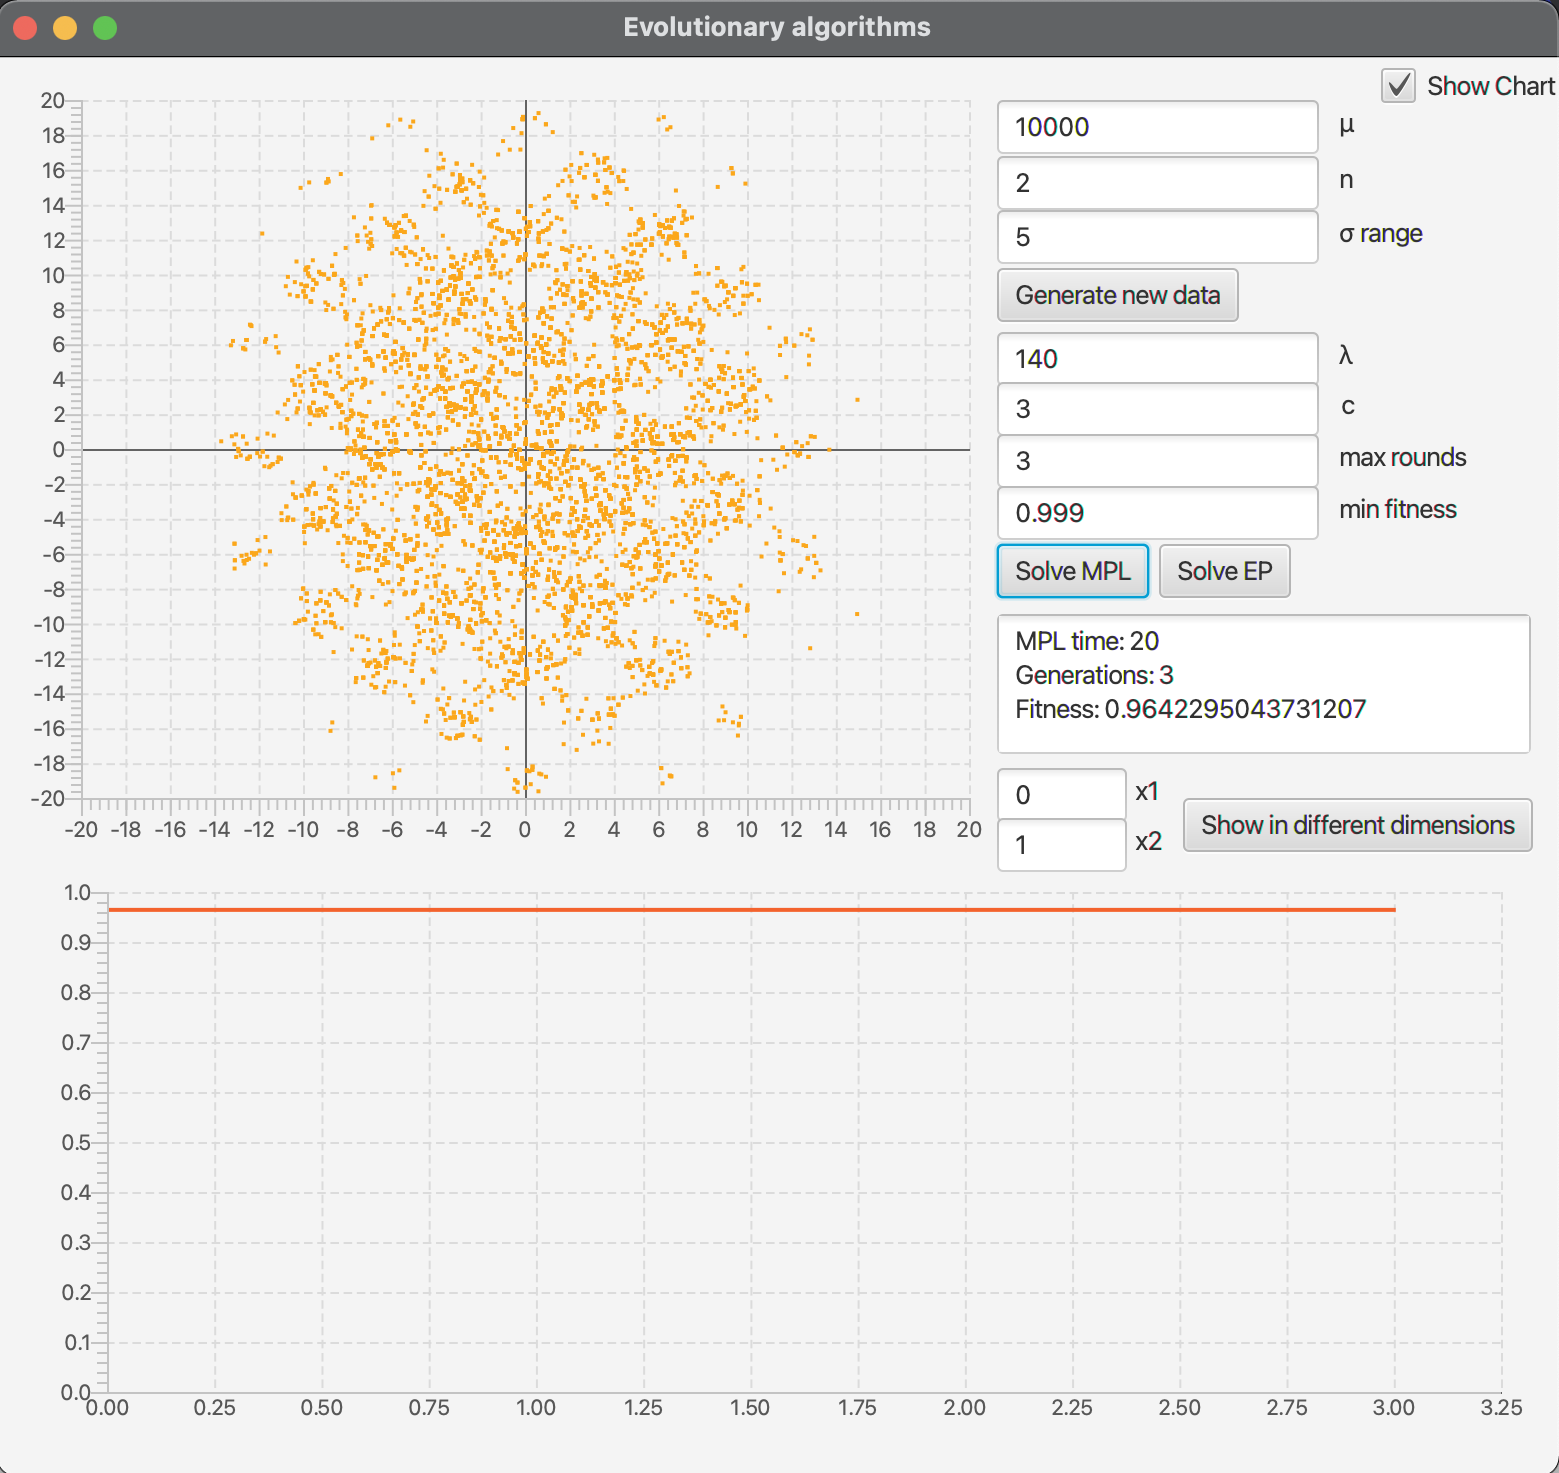 Evolutionary algorithms
Show Chart
20
18
16
14
12
10
8
6
4
2
0
-2
-4
-6
-8
-10
-12
-14
-16
-18
-20
-20 -18 -16 -14 -12 -10 -8 -6 -4 -2 0 2 4 6 8 10 12 14 16 18 20
10000 μ
2 n
5 σ range
Generate new data
140 λ
3 c
3 max rounds
0.999 min fitness
Solve MPL Solve EP
MPL time: 20
Generations: 3
Fitness: 0.9642295043731207
0 x1
1 x2
Show in different dimensions
1.0
0.9
0.8
0.7
0.6
0.5
0.4
0.3
0.2
0.1
0.0
0.00 0.25 0.50 0.75 1.00 1.25 1.50 1.75 2.00 2.25 2.50 2.75 3.00 3.25